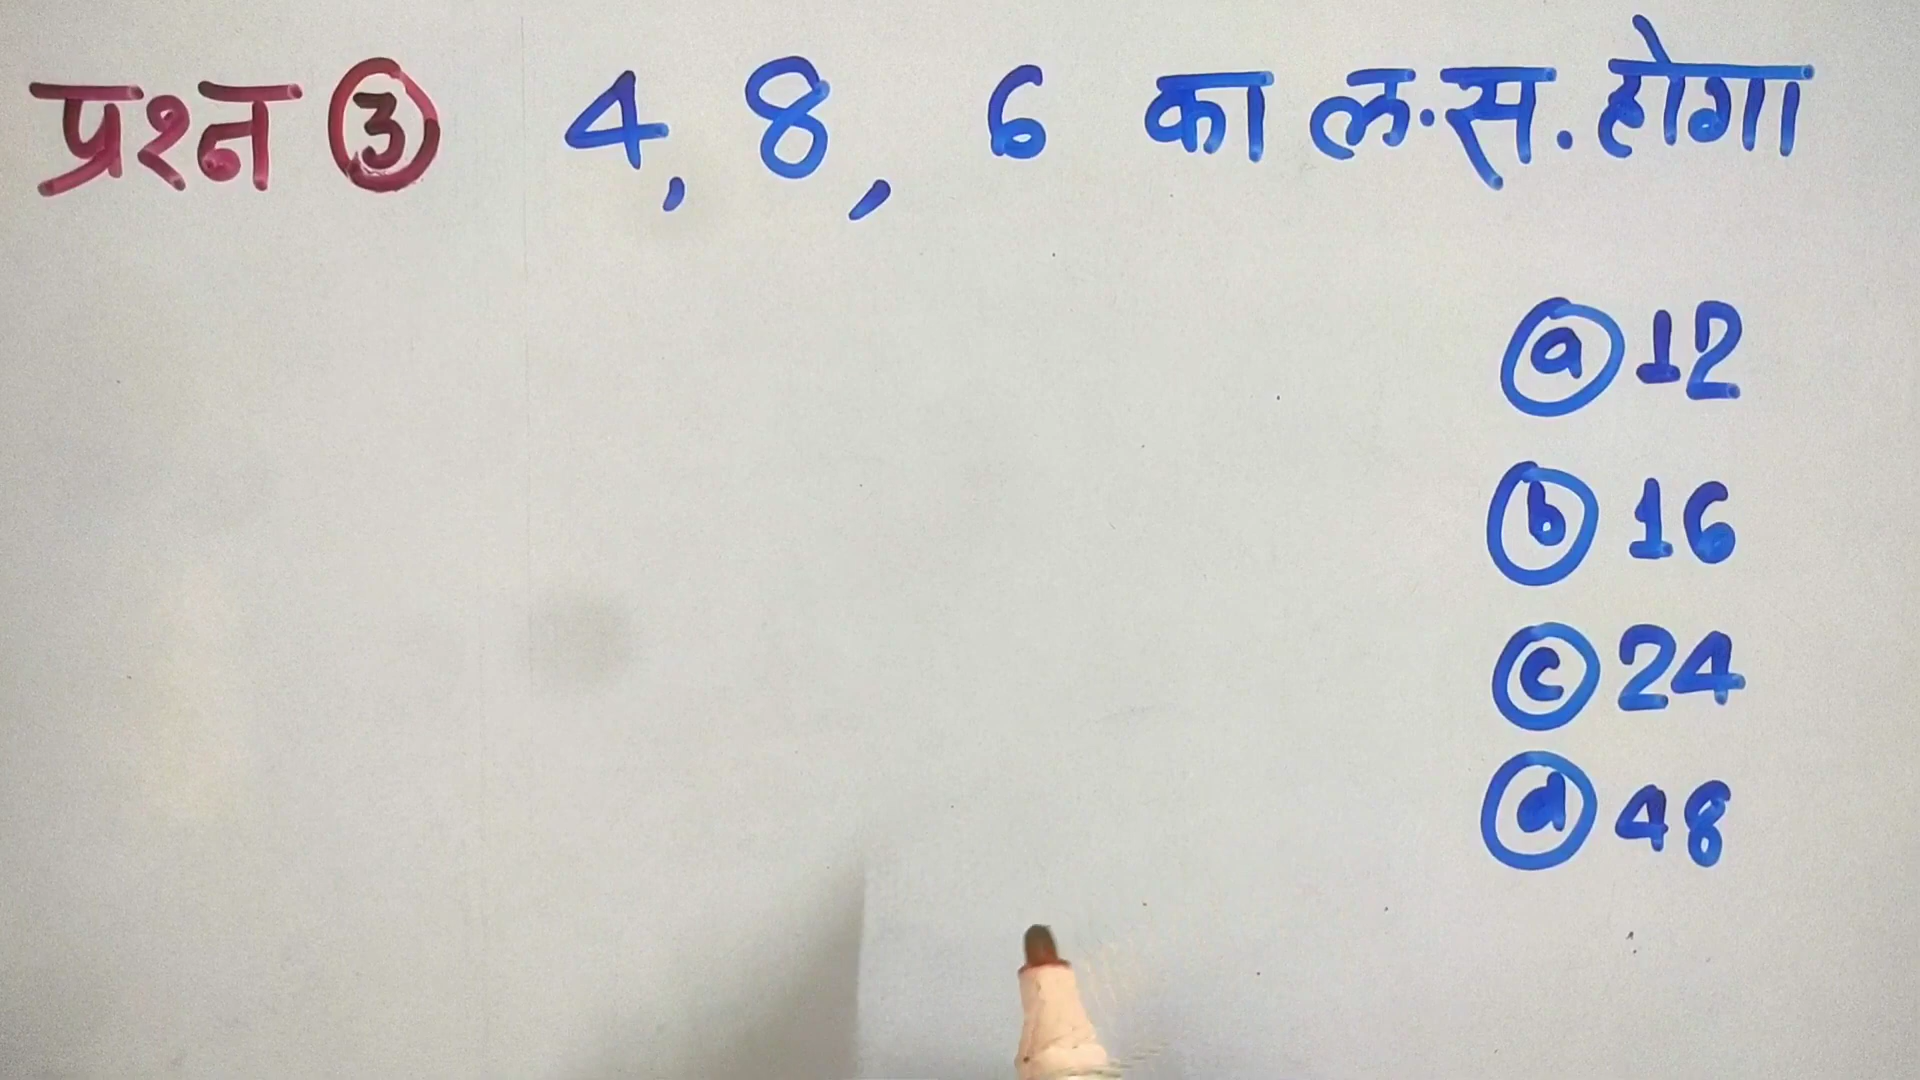 प्रश्न ③ 4, 8, 6 का ल.स. होगा
ⓐ 12
ⓑ 16
ⓒ 24
ⓓ 48